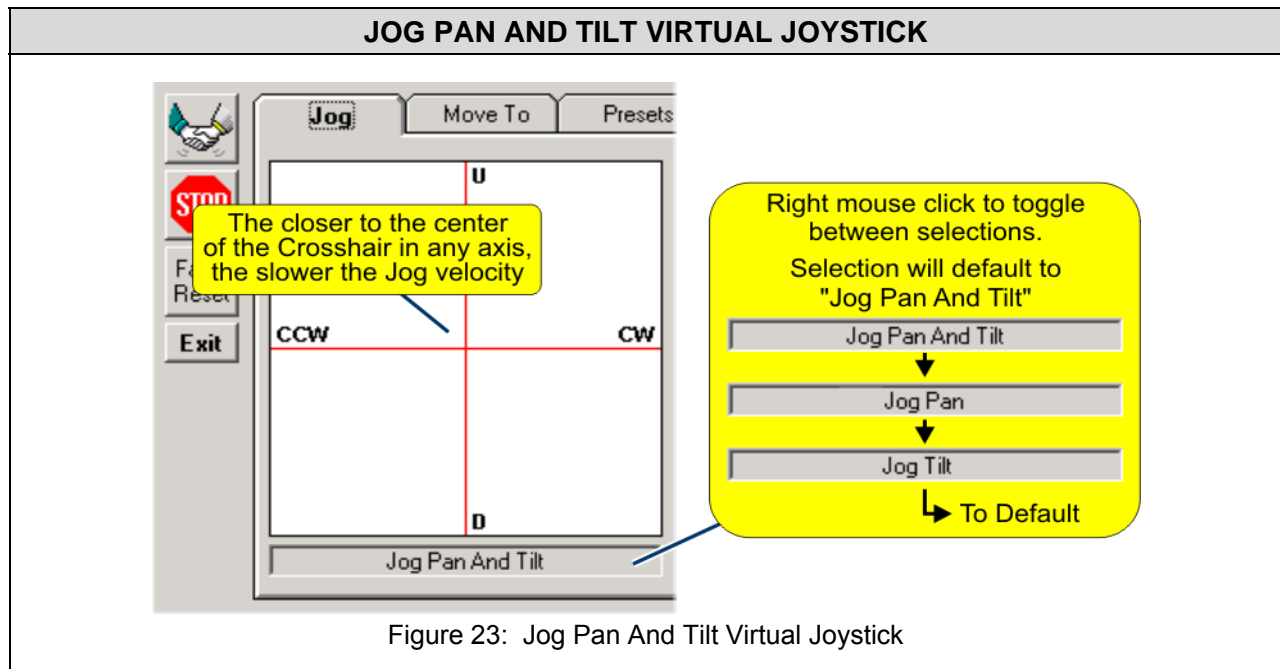 JOG PAN AND TILT VIRTUAL JOYSTICK
Jog
Move To
Presets
STOP
U
The closer to the center
of the Crosshair in any axis,
the slower the Jog velocity
Reset
Exit
CCW
CW
D
Jog Pan And Tilt
Right mouse click to toggle
between selections.
Selection will default to
"Jog Pan And Tilt"
Jog Pan And Tilt
Jog Pan
Jog Tilt
To Default
Figure 23: Jog Pan And Tilt Virtual Joystick